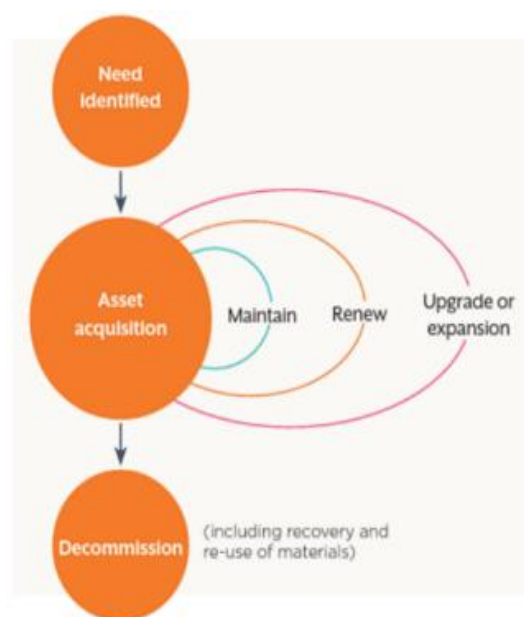 Need
identified
Asset
acquisition
Maintain
Renew
Upgrade or
expansion
Decommission
(including recovery and
re-use of materials)